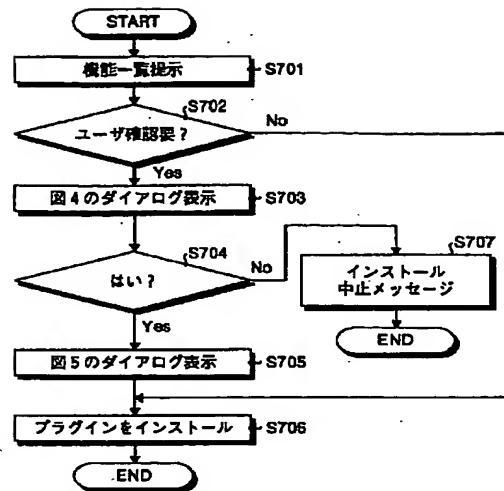 START
機能一覧提示
S701
S702
ユーザ確認要？
No
Yes
図4のダイアログ表示
S703
S704
はい？
No
S707
インストール
中止メッセージ
END
Yes
図5のダイアログ表示
S705
プラグインをインストール
S706
END